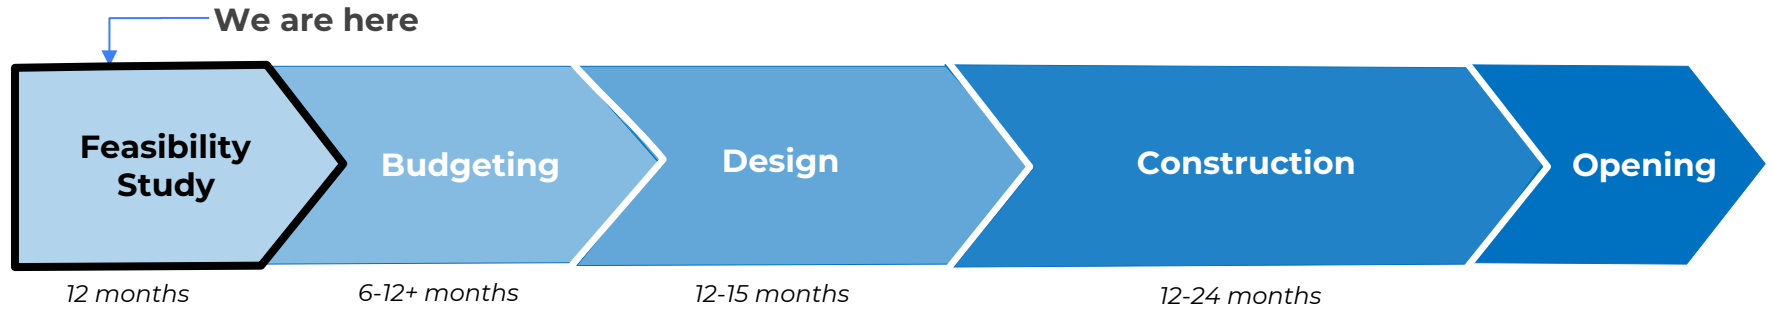 We are here
Feasibility
Study
Budgeting
Design
Construction
Opening
12 months
6-12+ months
12-15 months
12-24 months